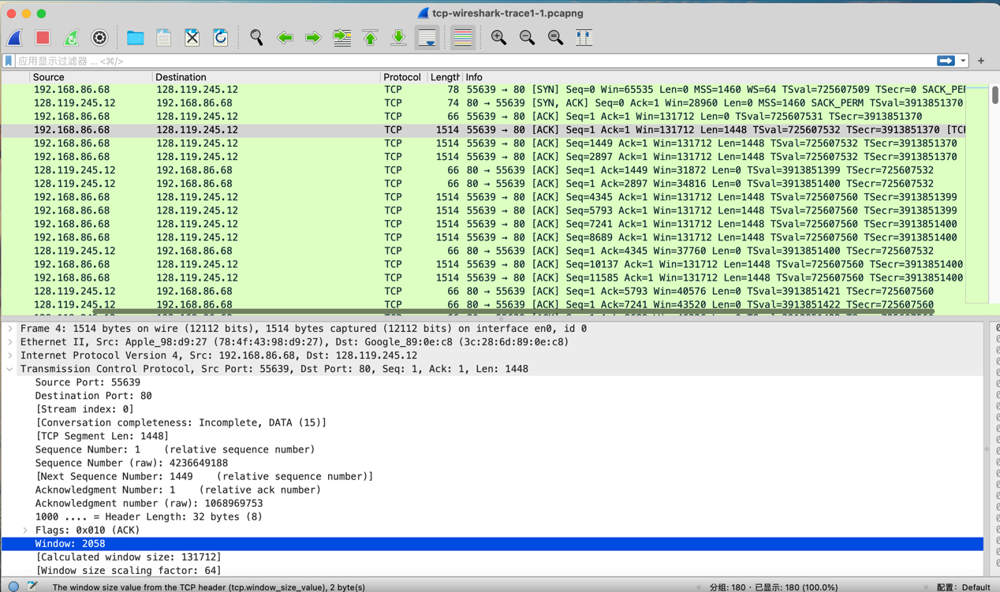 tcp-wireshark-trace1-1.pcapng
应用显示过滤器 … <⌘/>
Source Destination Protocol Length Info
192.168.86.68 128.119.245.12 TCP 78 55639 → 80 [SYN] Seq=0 Win=65535 Len=0 MSS=1460 WS=64 TSval=725607509 TSecr=0 SACK_PE
128.119.245.12 192.168.86.68 TCP 74 80 → 55639 [SYN, ACK] Seq=0 Ack=1 Win=28960 Len=0 MSS=1460 SACK_PERM TSval=3913851370
192.168.86.68 128.119.245.12 TCP 66 55639 → 80 [ACK] Seq=1 Ack=1 Win=131712 Len=0 TSval=725607531 TSecr=3913851370
192.168.86.68 128.119.245.12 TCP 1514 55639 → 80 [ACK] Seq=1 Ack=1 Win=131712 Len=1448 TSval=725607532 TSecr=3913851370 [TC
192.168.86.68 128.119.245.12 TCP 1514 55639 → 80 [ACK] Seq=1449 Ack=1 Win=131712 Len=1448 TSval=725607532 TSecr=3913851370
192.168.86.68 128.119.245.12 TCP 1514 55639 → 80 [ACK] Seq=2897 Ack=1 Win=131712 Len=1448 TSval=725607532 TSecr=3913851370
128.119.245.12 192.168.86.68 TCP 66 80 → 55639 [ACK] Seq=1 Ack=1449 Win=31872 Len=0 TSval=3913851399 TSecr=725607532
128.119.245.12 192.168.86.68 TCP 66 80 → 55639 [ACK] Seq=1 Ack=2897 Win=34816 Len=0 TSval=3913851400 TSecr=725607532
192.168.86.68 128.119.245.12 TCP 1514 55639 → 80 [ACK] Seq=4345 Ack=1 Win=131712 Len=1448 TSval=725607560 TSecr=3913851399
192.168.86.68 128.119.245.12 TCP 1514 55639 → 80 [ACK] Seq=5793 Ack=1 Win=131712 Len=1448 TSval=725607560 TSecr=3913851399
192.168.86.68 128.119.245.12 TCP 1514 55639 → 80 [ACK] Seq=7241 Ack=1 Win=131712 Len=1448 TSval=725607560 TSecr=3913851400
192.168.86.68 128.119.245.12 TCP 1514 55639 → 80 [ACK] Seq=8689 Ack=1 Win=131712 Len=1448 TSval=725607560 TSecr=3913851400
128.119.245.12 192.168.86.68 TCP 66 80 → 55639 [ACK] Seq=1 Ack=4345 Win=37760 Len=0 TSval=3913851400 TSecr=725607532
192.168.86.68 128.119.245.12 TCP 1514 55639 → 80 [ACK] Seq=10137 Ack=1 Win=131712 Len=1448 TSval=725607560 TSecr=3913851400
192.168.86.68 128.119.245.12 TCP 1514 55639 → 80 [ACK] Seq=11585 Ack=1 Win=131712 Len=1448 TSval=725607560 TSecr=3913851400
128.119.245.12 192.168.86.68 TCP 66 80 → 55639 [ACK] Seq=1 Ack=5793 Win=40576 Len=0 TSval=3913851421 TSecr=725607560
128.119.245.12 192.168.86.68 TCP 66 80 → 55639 [ACK] Seq=1 Ack=7241 Win=43520 Len=0 TSval=3913851422 TSecr=725607560
Frame 4: 1514 bytes on wire (12112 bits), 1514 bytes captured (12112 bits) on interface en0, id 0
Ethernet II, Src: Apple_98:d9:27 (78:4f:43:98:d9:27), Dst: Google_89:0e:c8 (3c:28:6d:89:0e:c8)
Internet Protocol Version 4, Src: 192.168.86.68, Dst: 128.119.245.12
Transmission Control Protocol, Src Port: 55639, Dst Port: 80, Seq: 1, Ack: 1, Len: 1448
Source Port: 55639
Destination Port: 80
[Stream index: 0]
[Conversation completeness: Incomplete, DATA (15)]
[TCP Segment Len: 1448]
Sequence Number: 1 (relative sequence number)
Sequence Number (raw): 4236649188
[Next Sequence Number: 1449 (relative sequence number)]
Acknowledgment Number: 1 (relative ack number)
Acknowledgment number (raw): 1068969753
1000 .... = Header Length: 32 bytes (8)
Flags: 0x010 (ACK)
Window: 2058
[Calculated window size: 131712]
[Window size scaling factor: 64]
The window size value from the TCP header (tcp.window_size_value), 2 byte(s) 分组: 180 · 已显示: 180 (100.0%) 配置: Default